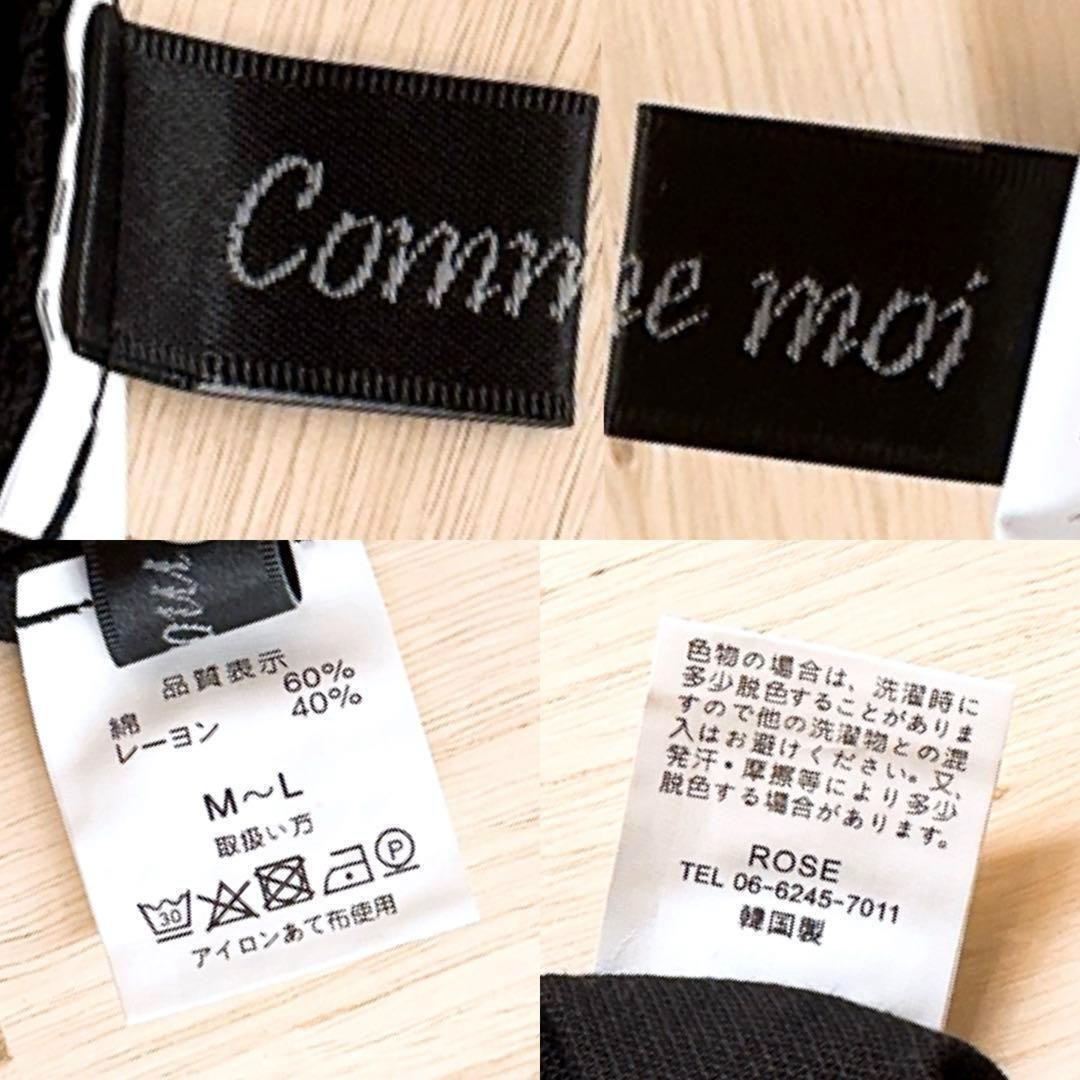 Comme moi
品質表示
綿 60%
レーヨン 40%
M～L
取扱い方
30
P
アイロンあて布使用
色物の場合は、洗濯時に
多少脱色することがありま
すので他の洗濯物との混
入はお避けください。又、
発汗・摩擦等により多少
脱色する場合があります。
ROSE
TEL 06-6245-7011
韓国製